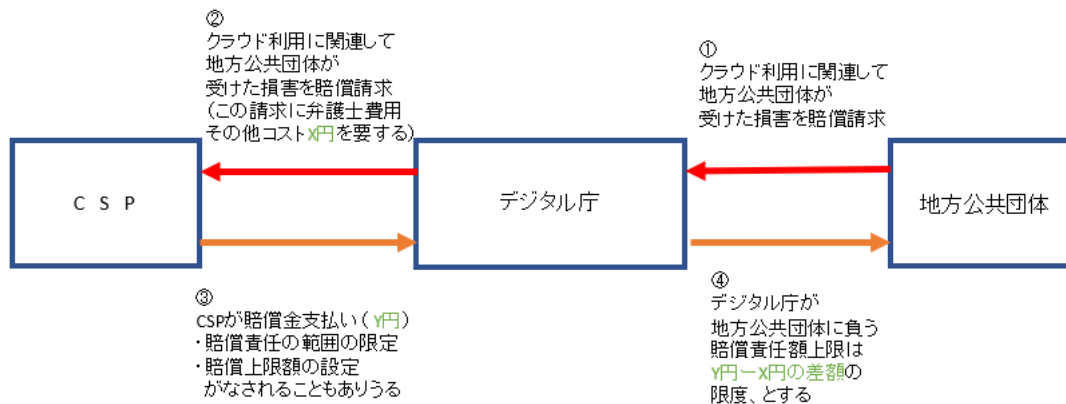 ②
クラウド利用に関連して
地方公共団体が
受けた損害を賠償請求
(この請求に弁護士費用
その他コストX円を要する)
①
クラウド利用に関連して
地方公共団体が
受けた損害を賠償請求
CSP
デジタル庁
地方公共団体
③
CSPが賠償金支払い(Y円)
・賠償責任の範囲の限定
・賠償上限額の設定
がなされることもありうる
④
デジタル庁が
地方公共団体に負う
賠償責任額上限は
Y円ーX円の差額の
限度、とする